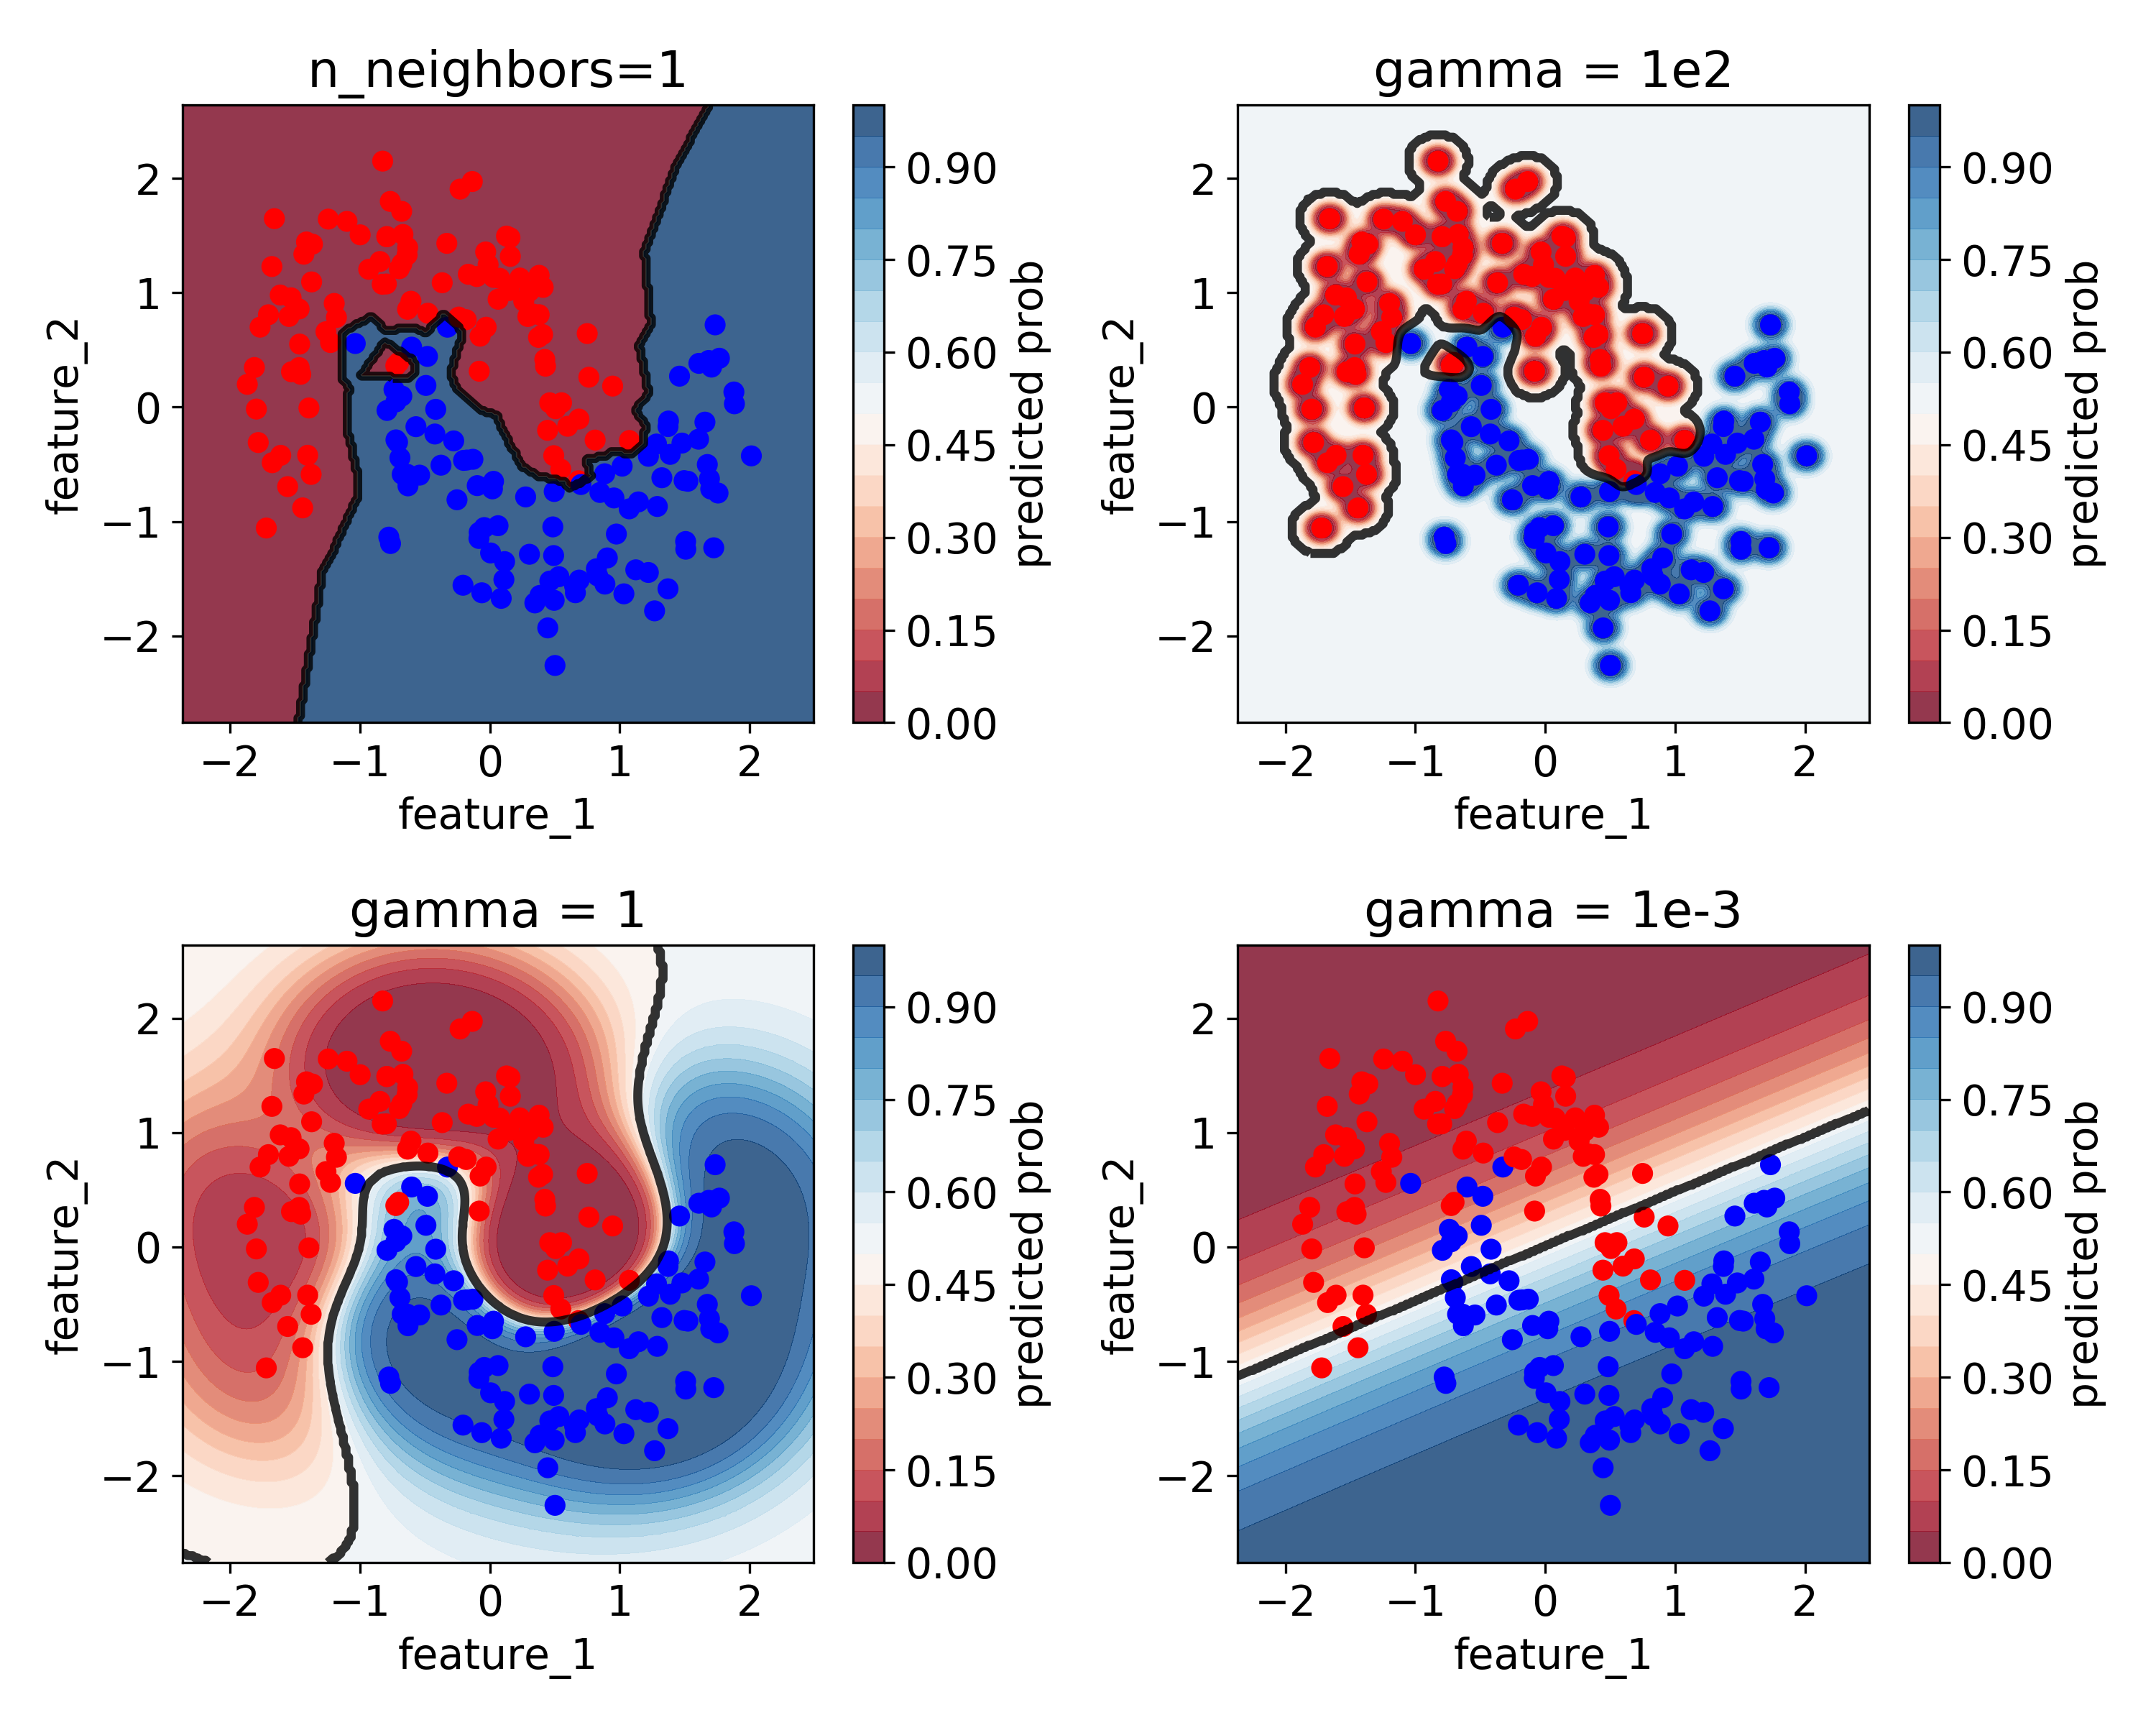 n_neighbors=1
feature_2
2
1
0
−1
−2
−2 −1 0 1 2
feature_1
0.90
0.75
0.60
0.45
0.30
0.15
0.00
predicted prob
gamma = 1e2
feature_2
2
1
0
−1
−2
−2 −1 0 1 2
feature_1
0.90
0.75
0.60
0.45
0.30
0.15
0.00
predicted prob
gamma = 1
feature_2
2
1
0
−1
−2
−2 −1 0 1 2
feature_1
0.90
0.75
0.60
0.45
0.30
0.15
0.00
predicted prob
gamma = 1e-3
feature_2
2
1
0
−1
−2
−2 −1 0 1 2
feature_1
0.90
0.75
0.60
0.45
0.30
0.15
0.00
predicted prob